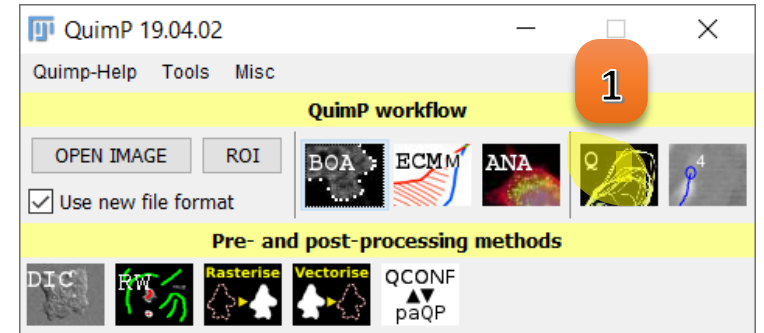 QuimP 19.04.02
Quimp-Help Tools Misc
1
QuimP workflow
OPEN IMAGE ROI BOA ECMM ANA Q 4
Use new file format
Pre- and post-processing methods
DIC RW Rasterise Vectorise QCONF
paQP